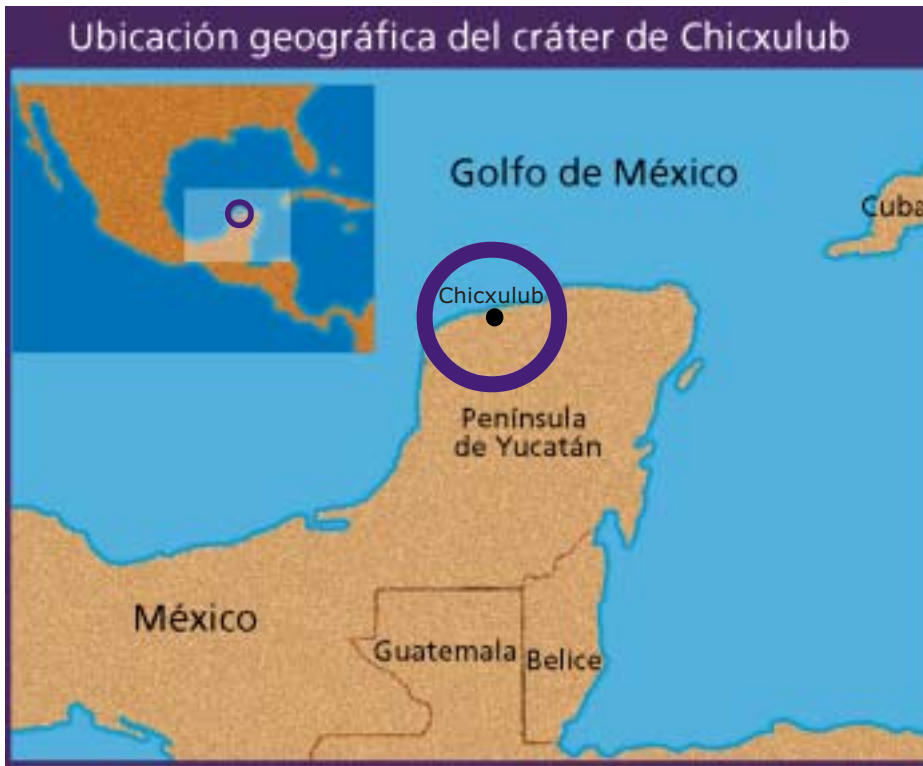 Ubicación geográfica del cráter de Chicxulub
Golfo de México
Cuba
Chicxulub
Península
de Yucatán
México
Guatemala
Belice